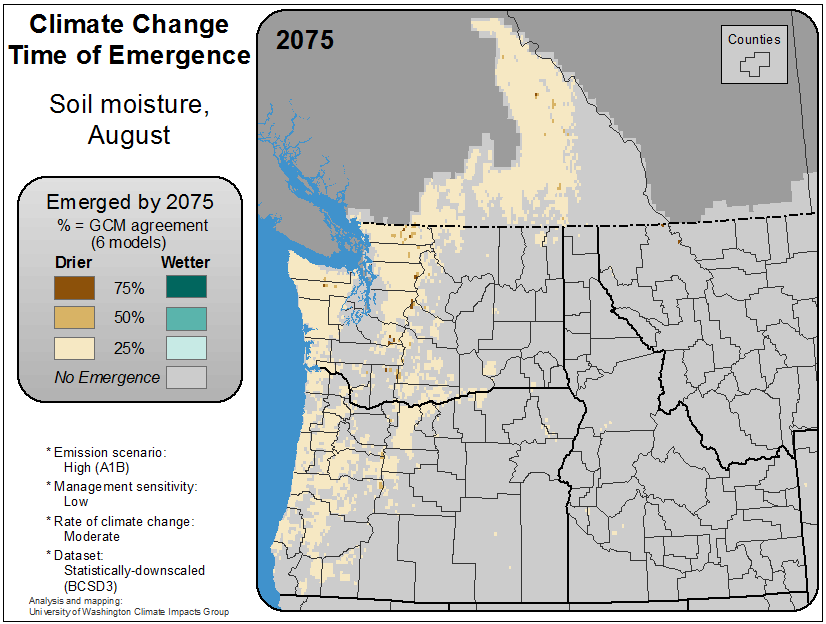 Climate Change
Time of Emergence
Soil moisture,
August
Emerged by 2075
% = GCM agreement
(6 models)
Drier Wetter
75%
50%
25%
No Emergence
* Emission scenario:
High (A1B)
* Management sensitivity:
Low
* Rate of climate change:
Moderate
* Dataset:
Statistically-downscaled
(BCSD3)
Analysis and mapping:
University of Washington Climate Impacts Group
2075
Counties